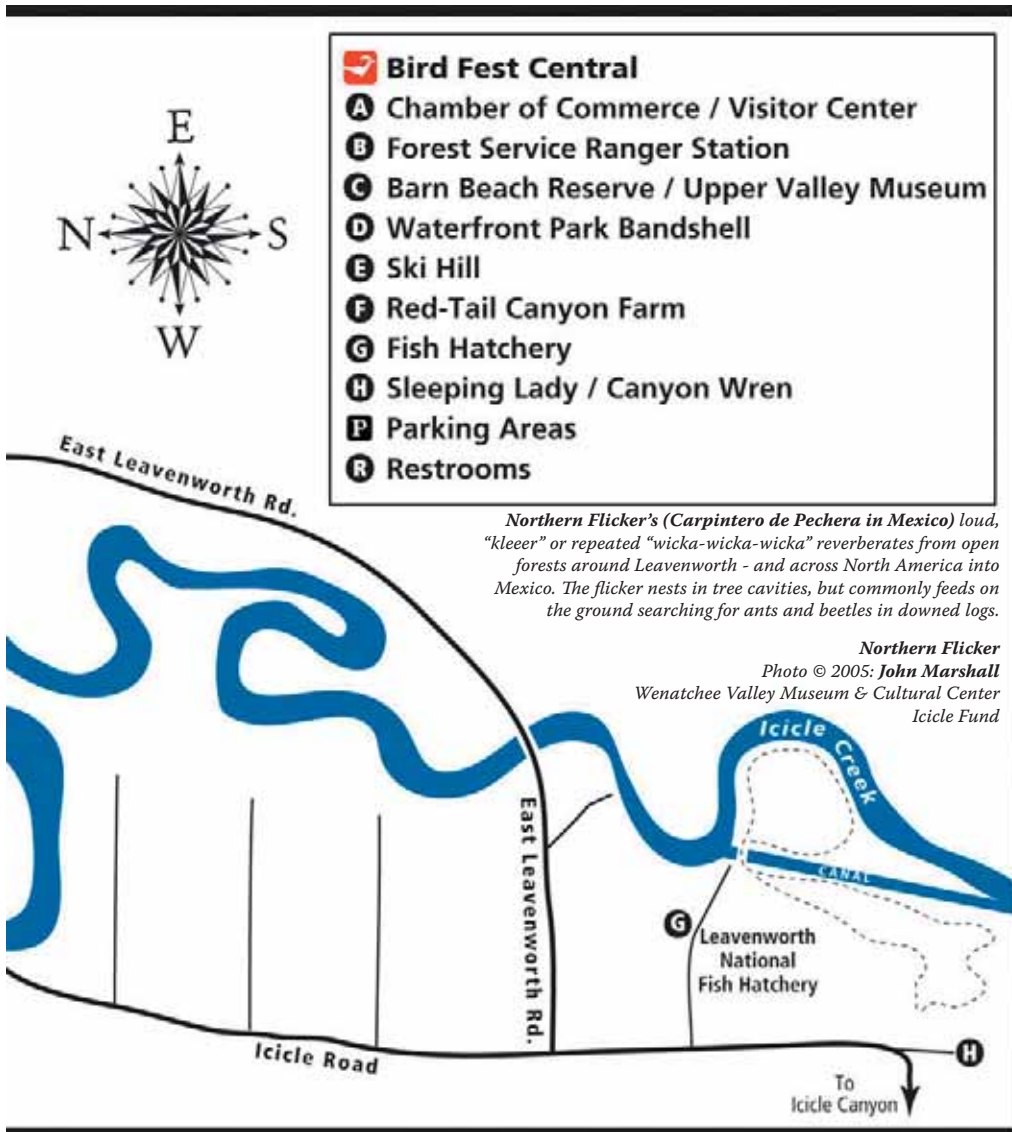 Bird Fest Central
A Chamber of Commerce / Visitor Center
B Forest Service Ranger Station
C Barn Beach Reserve / Upper Valley Museum
D Waterfront Park Bandshell
E Ski Hill
F Red-Tail Canyon Farm
G Fish Hatchery
H Sleeping Lady / Canyon Wren
P Parking Areas
R Restrooms
E
N
S
W
East Leavenworth Rd.
Northern Flicker’s (Carpintero de Pechera in Mexico) loud,
“kleeer” or repeated “wicka-wicka-wicka” reverberates from open
forests around Leavenworth - and across North America into
Mexico. The flicker nests in tree cavities, but commonly feeds on
the ground searching for ants and beetles in downed logs.
Northern Flicker
Photo © 2005: John Marshall
Wenatchee Valley Museum & Cultural Center
Icicle Fund
Icicle Creek
CANAL
East Leavenworth Rd.
G
Leavenworth
National
Fish Hatchery
Icicle Road
H
To
Icicle Canyon